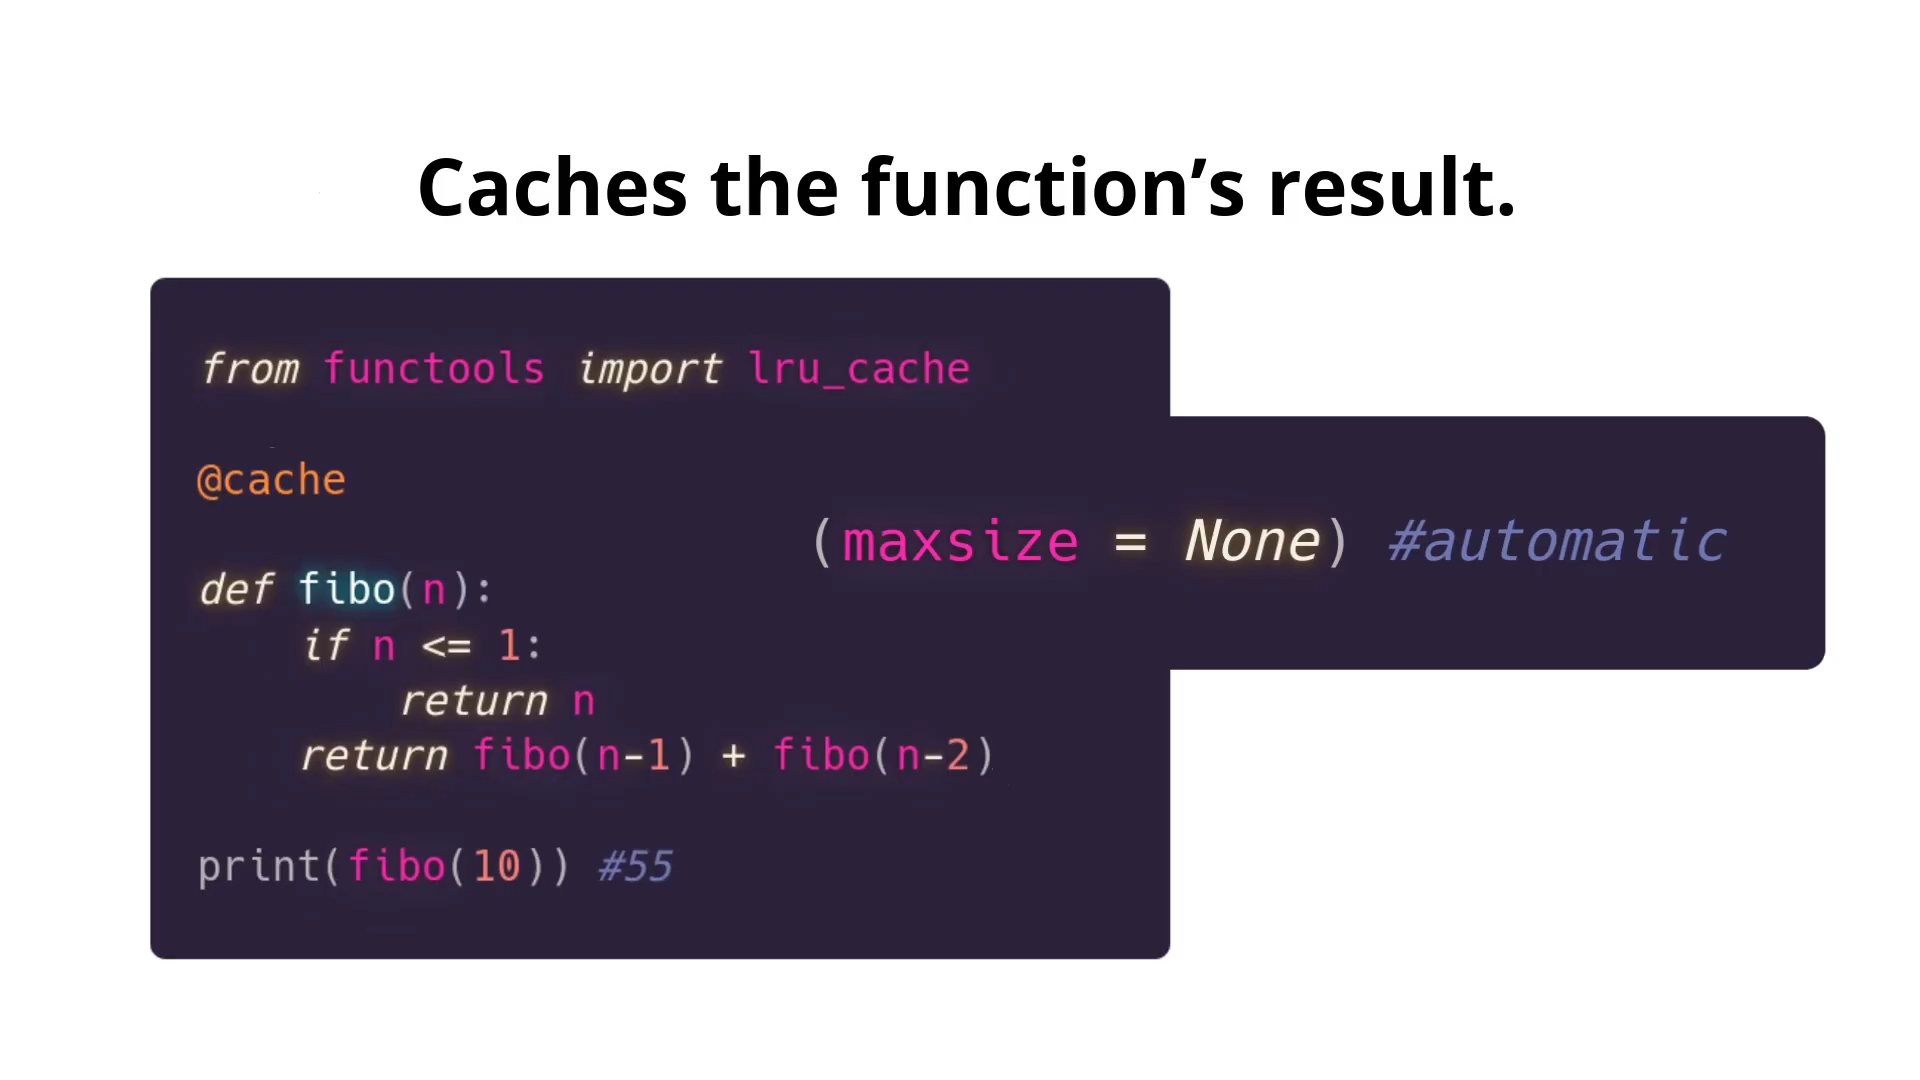 Caches the function’s result.
from functools import lru_cache
@cache
(maxsize = None) #automatic
def fibo(n):
if n <= 1:
return n
return fibo(n-1) + fibo(n-2)
print(fibo(10)) #55